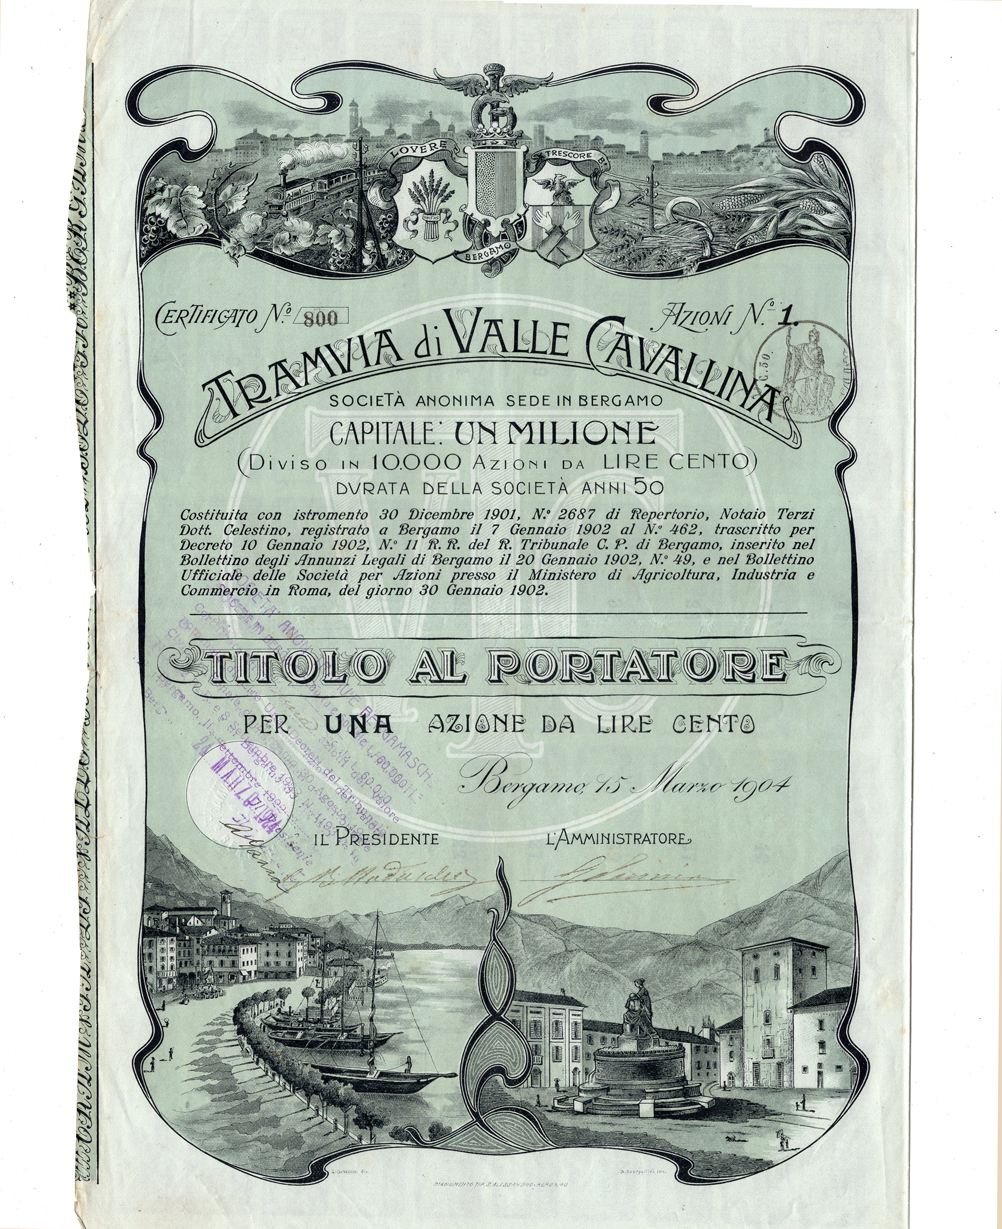 LOVERE
TRESCORE B.
BERGAMO
CERTIFICATO No. 800
AZIONI No. 1.
C. 50.
TRAMVIA di VALLE CAVALLINA
SOCIETÀ ANONIMA SEDE IN BERGAMO
CAPITALE: UN MILIONE
(DIVISO IN 10.000 AZIONI DA LIRE CENTO)
DVRATA DELLA SOCIETÀ ANNI 50
Costituita con istromento 30 Dicembre 1901, N.o 2687 di Repertorio, Notaio Terzi
Dott. Celestino, registrato a Bergamo il 7 Gennaio 1902 al N.o 462, trascritto per
Decreto 10 Gennaio 1902, N.o 11 R. R. del R. Tribunale C. P. di Bergamo, inserito nel
Bollettino degli Annunzi Legali di Bergamo il 20 Gennaio 1902, N.o 49, e nel Bollettino
Ufficiale delle Società per Azioni presso il Ministero di Agricoltura, Industria e
Commercio in Roma, del giorno 30 Gennaio 1902.
TITOLO AL PORTATORE
PER UNA AZIONE DA LIRE CENTO
Bergamo, 15 Marzo 1904
IL PRESIDENTE
L'AMMINISTRATORE